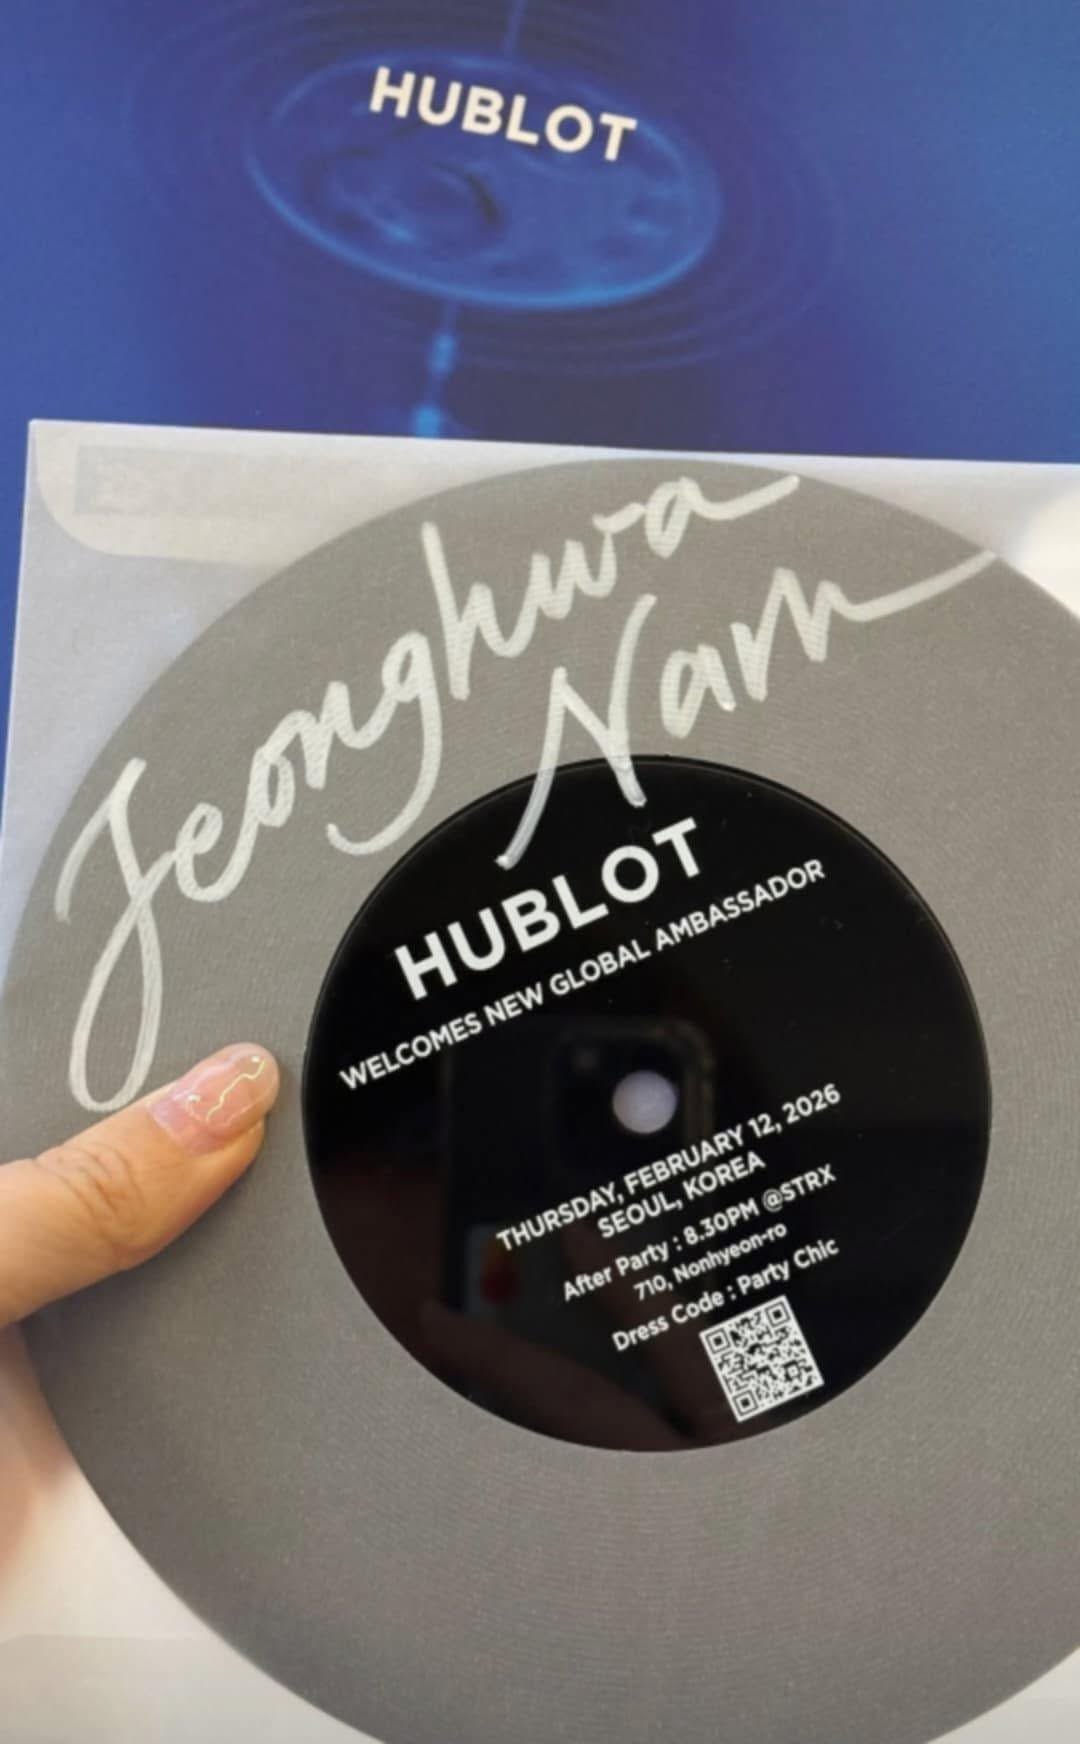 HUBLOT
Jeonghwa
Nam
HUBLOT
WELCOMES NEW GLOBAL AMBASSADOR
THURSDAY, FEBRUARY 12, 2026
SEOUL, KOREA
After Party : 8.30PM @STRX
710, Nonhyeon-ro
Dress Code : Party Chic